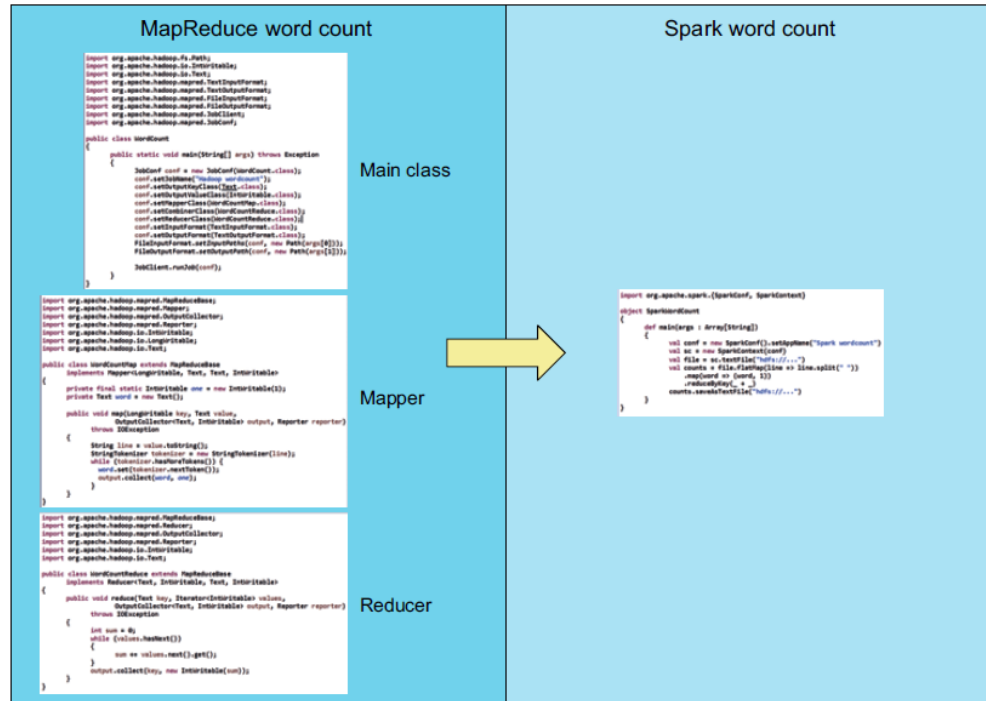 MapReduce word count
import org.apache.hadoop.fs.Path;
import org.apache.hadoop.io.IntWritable;
import org.apache.hadoop.io.Text;
import org.apache.hadoop.mapred.TextInputFormat;
import org.apache.hadoop.mapred.TextOutputFormat;
import org.apache.hadoop.mapred.FileInputFormat;
import org.apache.hadoop.mapred.FileOutputFormat;
import org.apache.hadoop.mapred.JobClient;
import org.apache.hadoop.mapred.JobConf;
public class WordCount
{
public static void main(String[] args) throws Exception
{
JobConf conf = new JobConf(WordCount.class);
conf.setJobName("Hadoop wordcount");
conf.setOutputKeyClass(Text.class);
conf.setOutputValueClass(IntWritable.class);
conf.setMapperClass(WordCountMap.class);
conf.setCombinerClass(WordCountReduce.class);
conf.setReducerClass(WordCountReduce.class);
conf.setInputFormat(TextInputFormat.class);
conf.setOutputFormat(TextOutputFormat.class);
FileInputFormat.setInputPaths(conf, new Path(args[0]));
FileOutputFormat.setOutputPath(conf, new Path(args[1]));
JobClient.runJob(conf);
}
}
Main class
import org.apache.hadoop.mapred.MapReduceBase;
import org.apache.hadoop.mapred.Mapper;
import org.apache.hadoop.mapred.OutputCollector;
import org.apache.hadoop.mapred.Reporter;
import org.apache.hadoop.io.IntWritable;
import org.apache.hadoop.io.LongWritable;
import org.apache.hadoop.io.Text;
public class WordCountMap extends MapReduceBase
implements Mapper<LongWritable, Text, Text, IntWritable>
{
private final static IntWritable one = new IntWritable(1);
private Text word = new Text();
public void map(LongWritable key, Text value,
OutputCollector<Text, IntWritable> output, Reporter reporter)
throws IOException
{
String line = value.toString();
StringTokenizer tokenizer = new StringTokenizer(line);
while (tokenizer.hasMoreTokens()) {
word.set(tokenizer.nextToken());
output.collect(word, one);
}
}
}
Mapper
import org.apache.hadoop.mapred.MapReduceBase;
import org.apache.hadoop.mapred.Reducer;
import org.apache.hadoop.mapred.OutputCollector;
import org.apache.hadoop.mapred.Reporter;
import org.apache.hadoop.io.IntWritable;
import org.apache.hadoop.io.Text;
public class WordCountReduce extends MapReduceBase
implements Reducer<Text, IntWritable, Text, IntWritable>
{
public void reduce(Text key, Iterator<IntWritable> values,
OutputCollector<Text, IntWritable> output, Reporter reporter)
throws IOException
{
int sum = 0;
while (values.hasNext())
{
sum += values.next().get();
}
output.collect(key, new IntWritable(sum));
}
}
Reducer
Spark word count
import org.apache.spark.{SparkConf, SparkContext}
object SparkWordCount
{
def main(args : Array[String])
{
val conf = new SparkConf().setAppName("Spark wordcount")
val sc = new SparkContext(conf)
val file = sc.textFile("hdfs://...")
val counts = file.flatMap(line => line.split(" "))
.map(word => (word, 1))
.reduceByKey(_ + _)
counts.saveAsTextFile("hdfs://...")
}
}